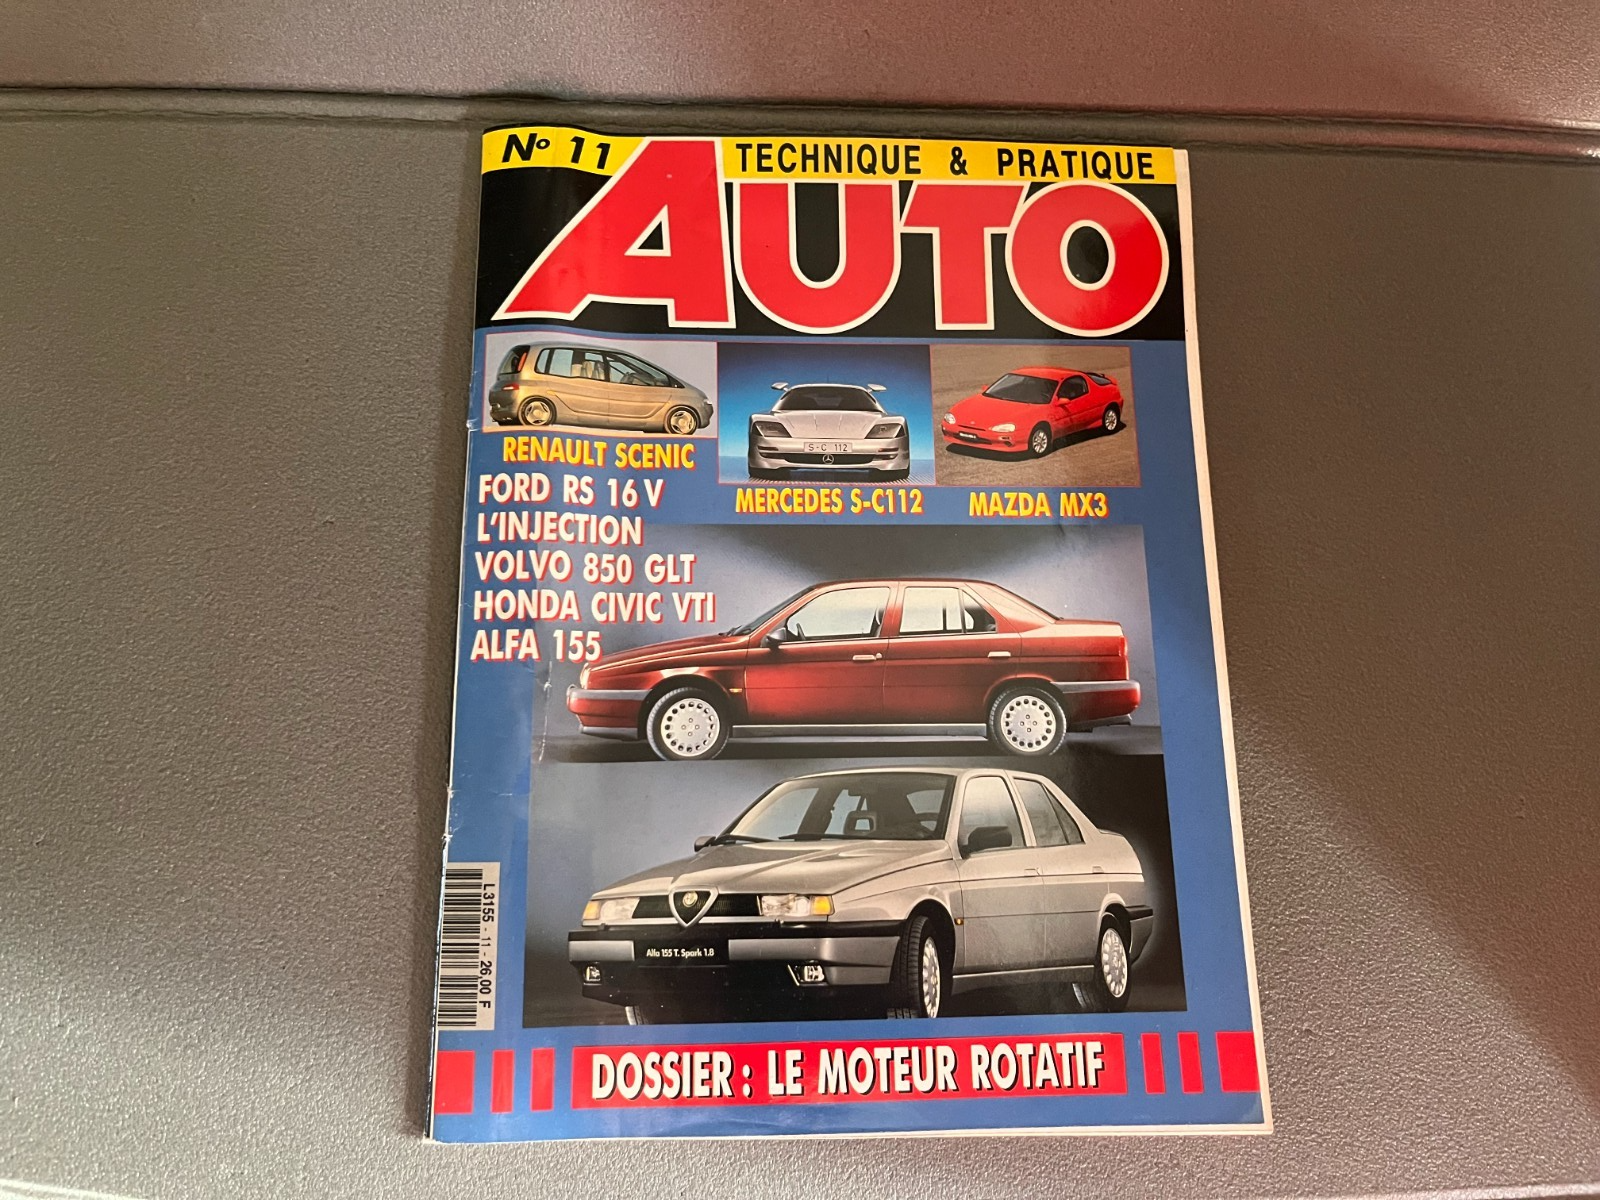 N° 11
TECHNIQUE & PRATIQUE
AUTO
S-C 112
RENAULT SCENIC
MERCEDES S-C112
MAZDA MX3
FORD RS 16 V
L'INJECTION
VOLVO 850 GLT
HONDA CIVIC VTI
ALFA 155
Alfa 155 T. Spark 1.8
L 3155 - 11 - 26,00 F
DOSSIER : LE MOTEUR ROTATIF